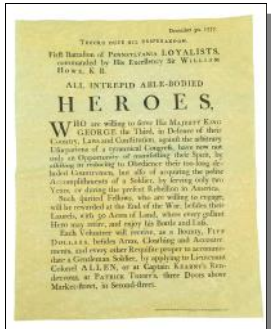 TEUCRO DUCE NIL DESPERANDUM.
First Battalion of PENNSYLVANIA LOYALISTS,
commanded by His Excellency Sir WILLIAM
HOWE, K B.
ALL INTREPID ABLE-BODIED
HEROES,
WHO are willing to serve His MAJESTY KING
GEORGE the Third, in Defence of their
Country, Laws and Constitution, against the arbitrary
Usurpations of a tyrannical Congress, have now not
only an Opportunity of manifesting their Spirit, by
assisting in reducing to Obedience their too-long de-
luded Countrymen, but also of acquiring the polite
Accomplishments of a Soldier, by serving only two
Years, or during the present Rebellion in America.
Such spirited Fellows, who are willing to engage,
will be rewarded at the End of the War, besides their
Laurels, with 50 Acres of Land, where every gallant
Hero may retire, and enjoy his Bottle and Lass.
Each Volunteer will receive, as a Bounty, FIVE
DOLLARS, besides Arms, Cloathing and Accoutre-
ments, and every other Requisite proper to accommo-
date a Gentleman Soldier, by applying to Lieutenant
Colonel ALLEN, or at Captain KEARNY'S Ren-
dezvous, at PATRICK TONRY'S, three Doors above
Market-street, in Second-street.